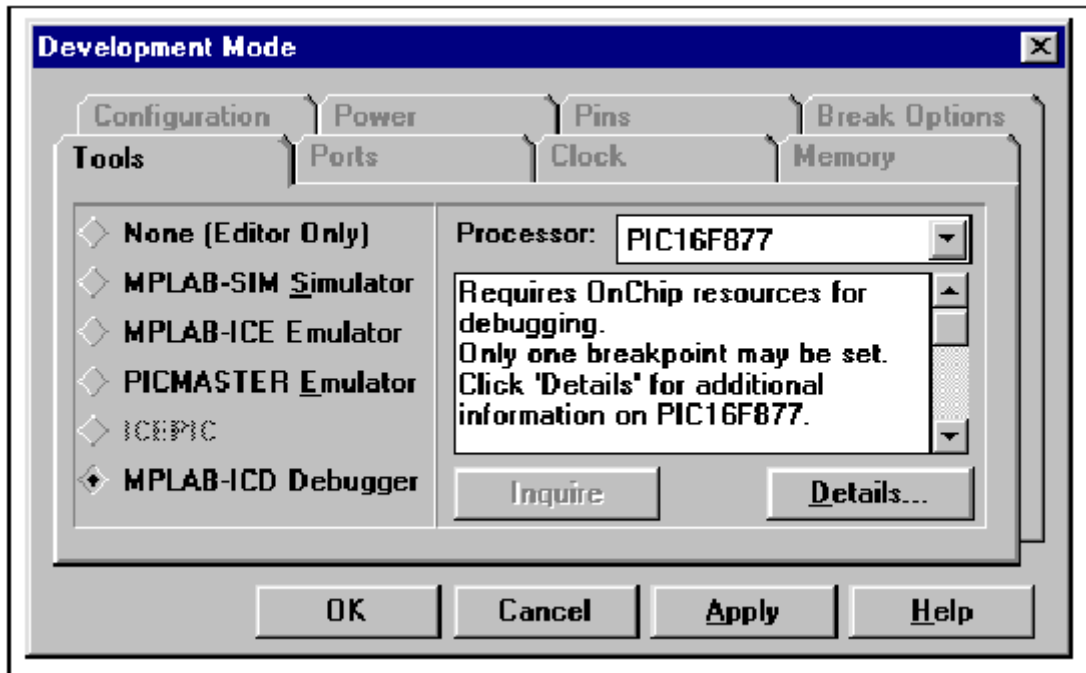 Development Mode
Configuration Power Pins Break Options
Tools Ports Clock Memory
None (Editor Only)
MPLAB-SIM Simulator
MPLAB-ICE Emulator
PICMASTER Emulator
ICEPIC
MPLAB-ICD Debugger
Processor: PIC16F877
Requires OnChip resources for
debugging.
Only one breakpoint may be set.
Click 'Details' for additional
information on PIC16F877.
Inquire Details...
OK Cancel Apply Help